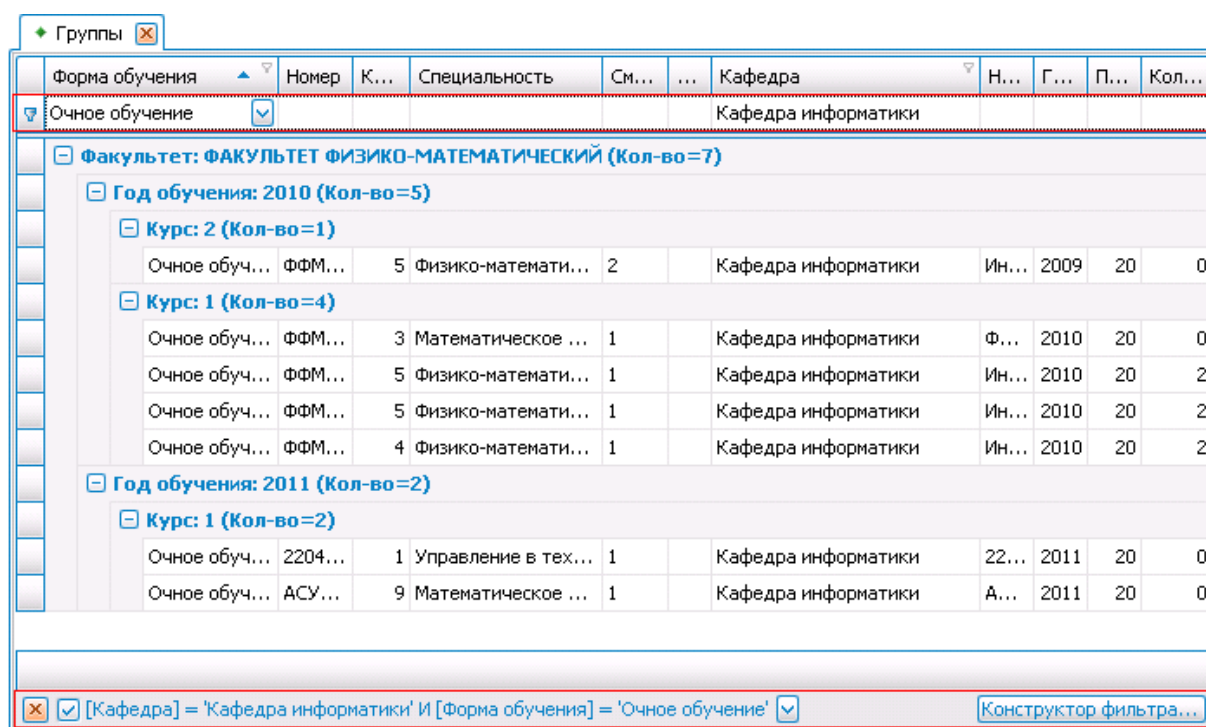 Группы
Форма обучения Номер К... Специальность См... ... Кафедра Н... Г... П... Кол...
Очное обучение Кафедра информатики
Факультет: ФАКУЛЬТЕТ ФИЗИКО-МАТЕМАТИЧЕСКИЙ (Кол-во=7)
Год обучения: 2010 (Кол-во=5)
Курс: 2 (Кол-во=1)
Очное обуч... ФФМ... 5 Физико-математи... 2 Кафедра информатики Ин... 2009 20 0
Курс: 1 (Кол-во=4)
Очное обуч... ФФМ... 3 Математическое ... 1 Кафедра информатики Ф... 2010 20 0
Очное обуч... ФФМ... 5 Физико-математи... 1 Кафедра информатики Ин... 2010 20 2
Очное обуч... ФФМ... 5 Физико-математи... 1 Кафедра информатики Ин... 2010 20 2
Очное обуч... ФФМ... 4 Физико-математи... 1 Кафедра информатики Ин... 2010 20 2
Год обучения: 2011 (Кол-во=2)
Курс: 1 (Кол-во=2)
Очное обуч... 2204... 1 Управление в тех... 1 Кафедра информатики 22... 2011 20 0
Очное обуч... АСУ... 9 Математическое ... 1 Кафедра информатики А... 2011 20 0
[Кафедра] = 'Кафедра информатики' И [Форма обучения] = 'Очное обучение' Конструктор фильтра...